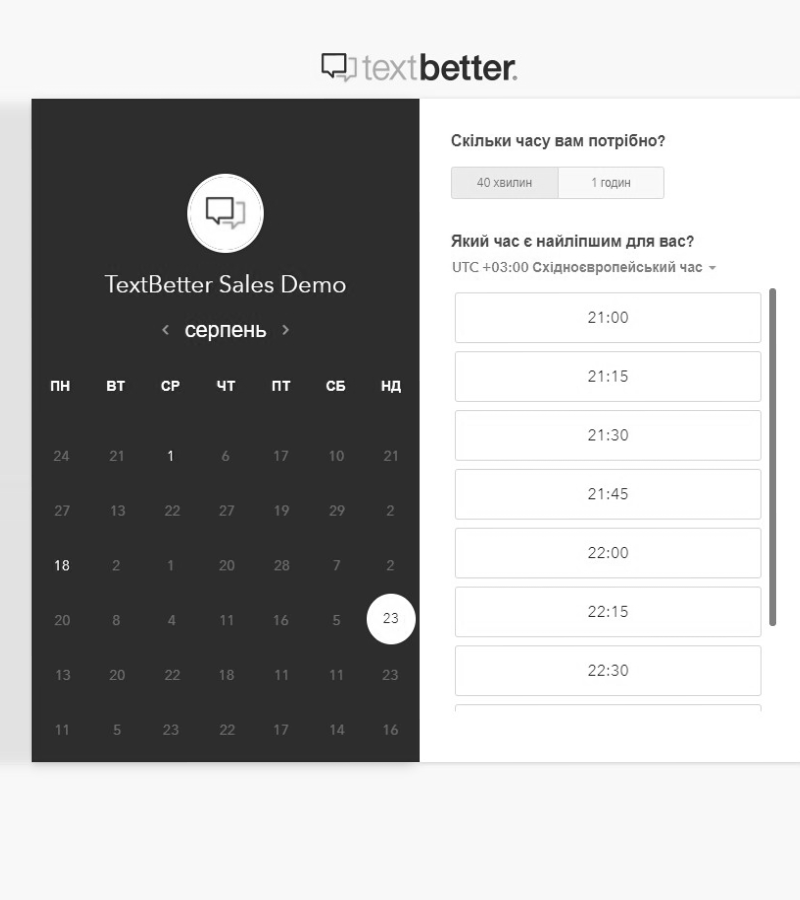 textbetter.
TextBetter Sales Demo
серпень
ПН ВТ СР ЧТ ПТ СБ НД
24 21 1 6 17 10 21
27 13 22 27 19 29 2
18 2 1 20 28 7 2
20 8 4 11 16 5 23
13 20 22 18 11 11 23
11 5 23 22 17 14 16
Скільки часу вам потрібно?
40 хвилин 1 годин
Який час є найліпшим для вас?
UTC +03:00 Східноєвропейський час
21:00
21:15
21:30
21:45
22:00
22:15
22:30